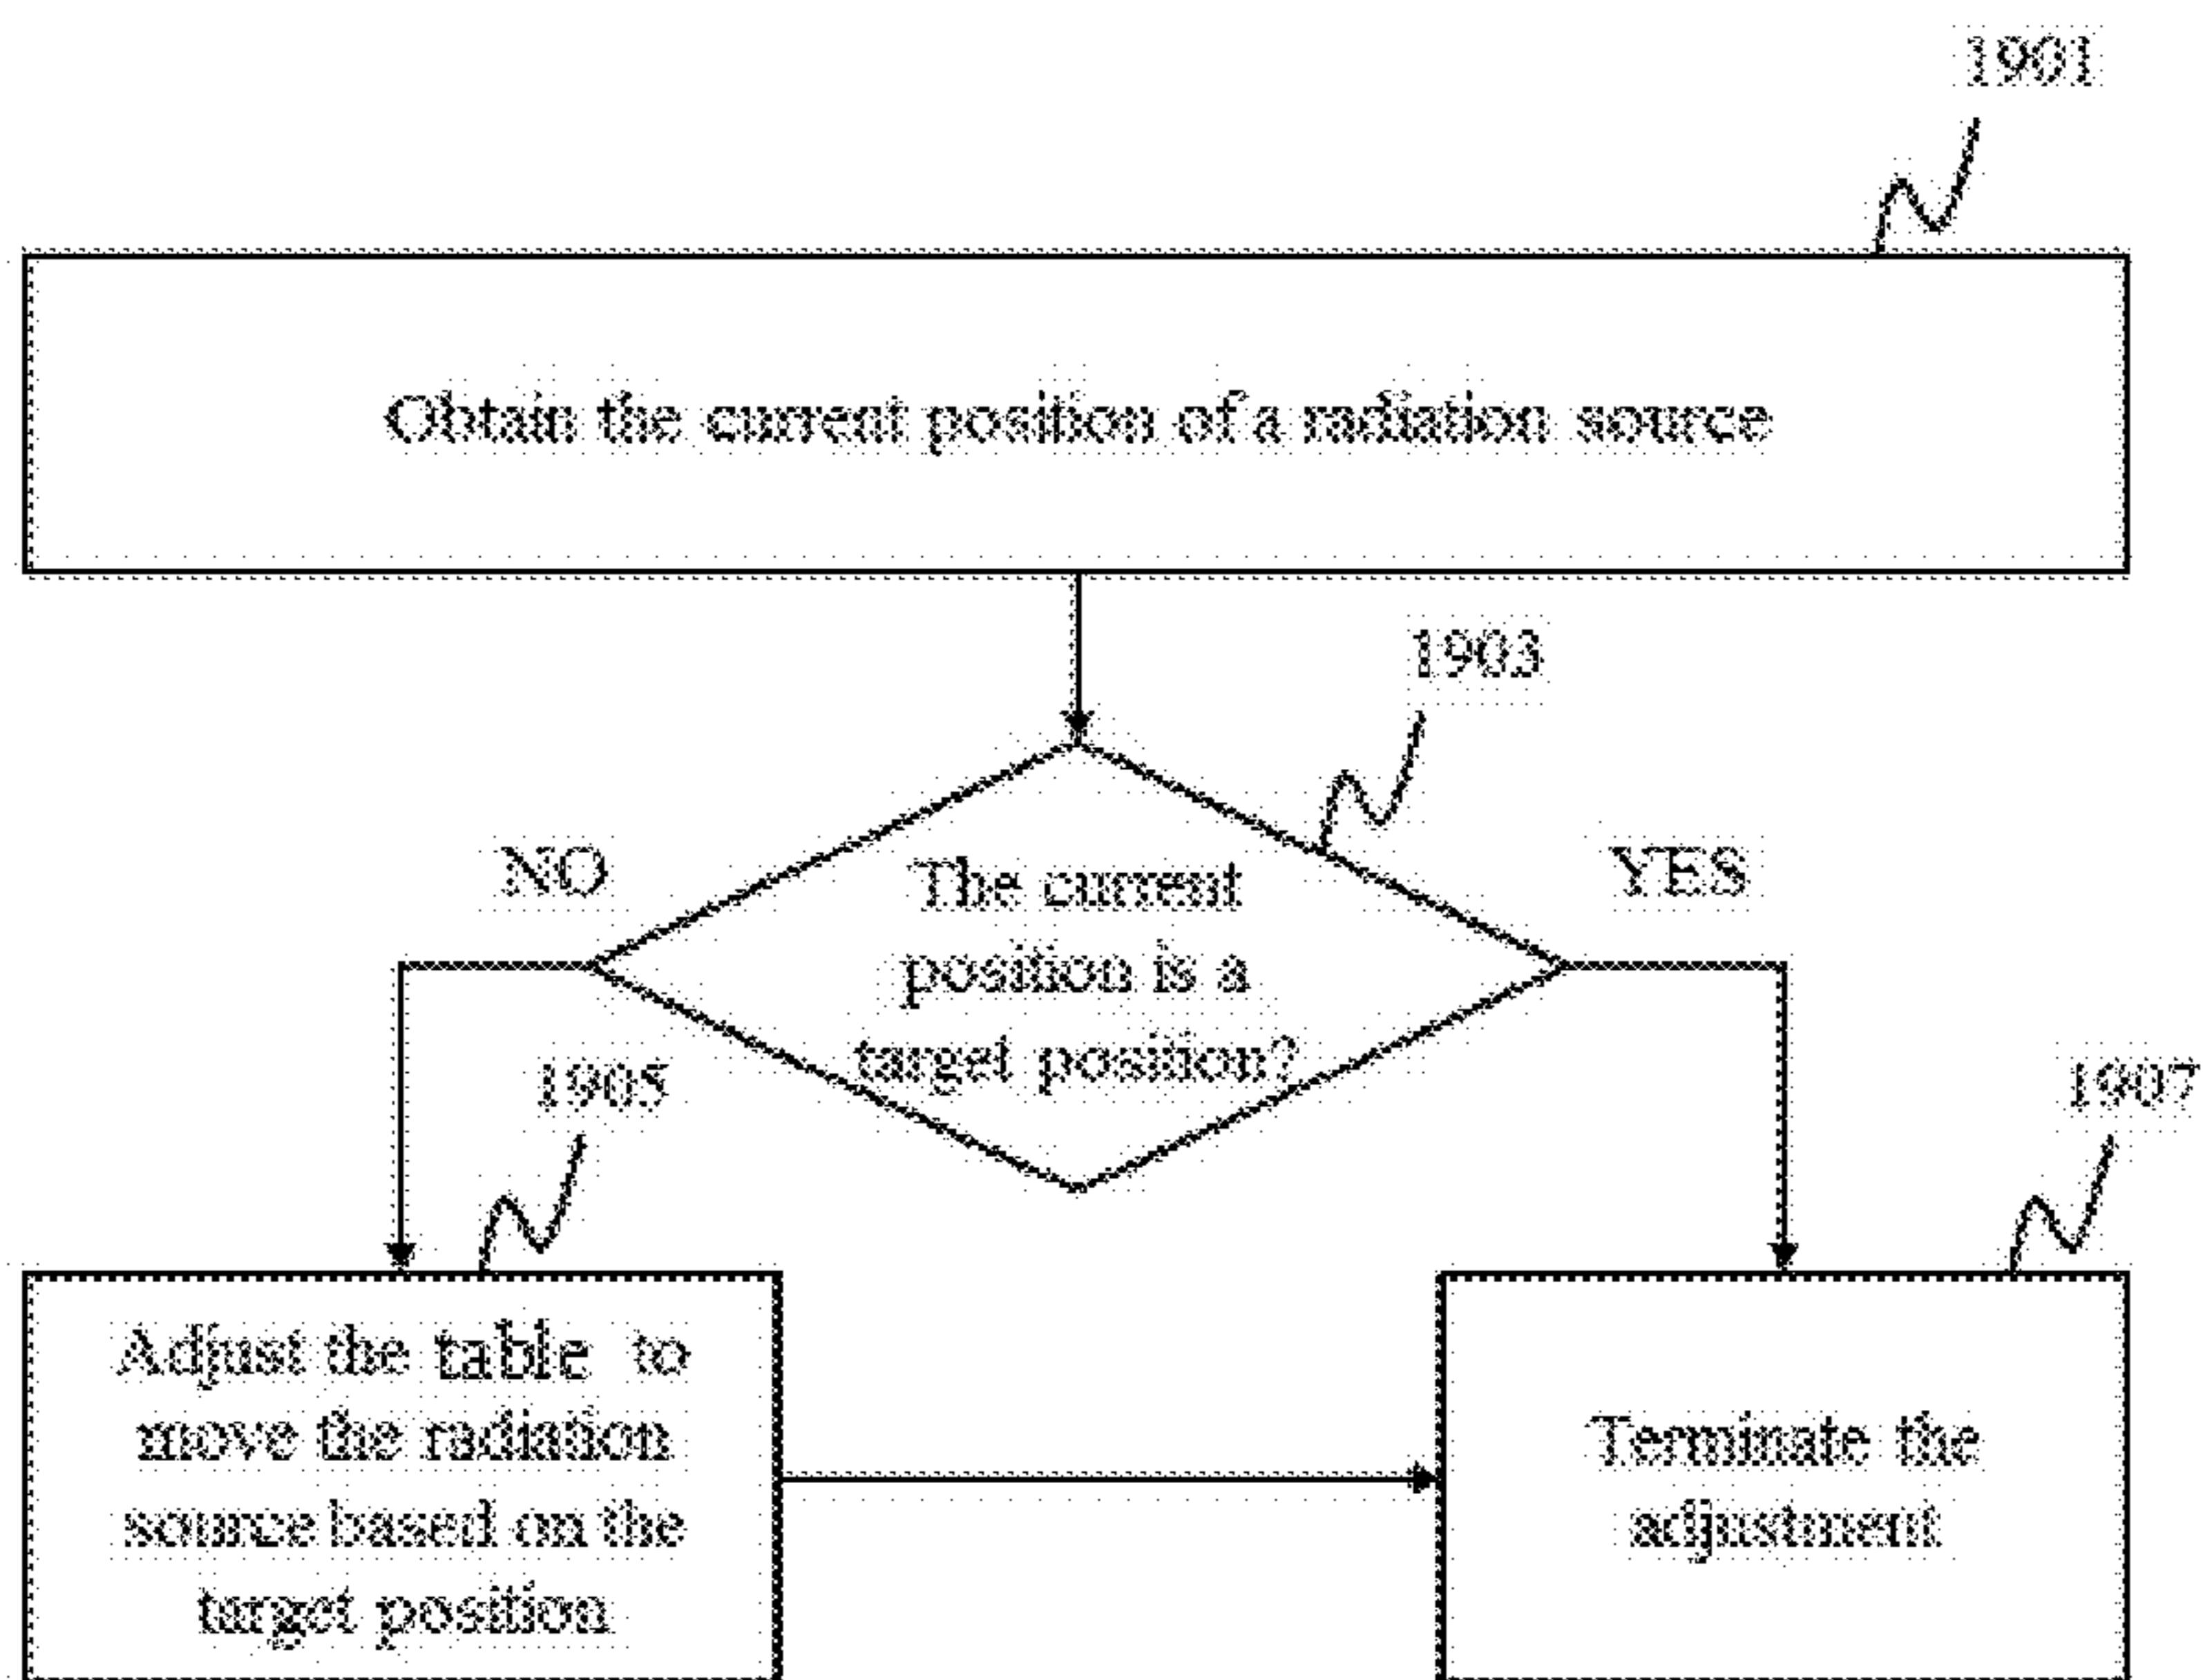 1901
Obtain the current position of a radiation source
1903
NO
YES
The current
position is a
target position?
1905
1907
Adjust the table to
move the radiation
source based on the
target position
Terminate the
adjustment